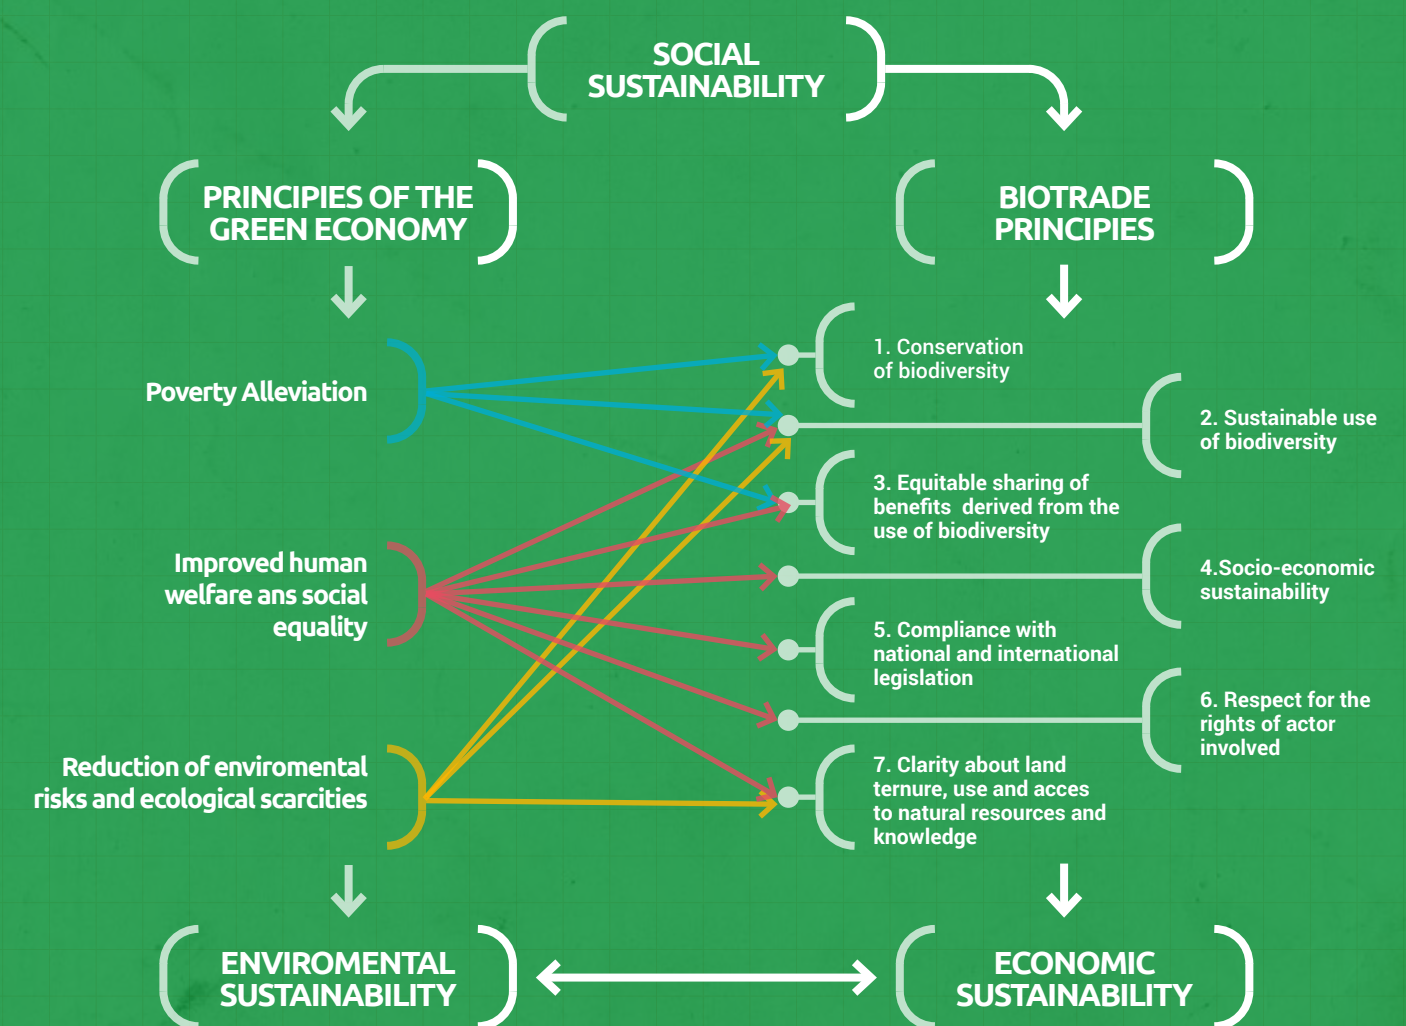 SOCIAL
SUSTAINABILITY
PRINCIPIES OF THE
GREEN ECONOMY
BIOTRADE
PRINCIPIES
Poverty Alleviation
Improved human
welfare ans social
equality
Reduction of enviromental
risks and ecological scarcities
1. Conservation
of biodiversity
2. Sustainable use
of biodiversity
3. Equitable sharing of
benefits derived from the
use of biodiversity
4.Socio-economic
sustainability
5. Compliance with
national and international
legislation
6. Respect for the
rights of actor
involved
7. Clarity about land
ternure, use and acces
to natural resources and
knowledge
ENVIROMENTAL
SUSTAINABILITY
ECONOMIC
SUSTAINABILITY